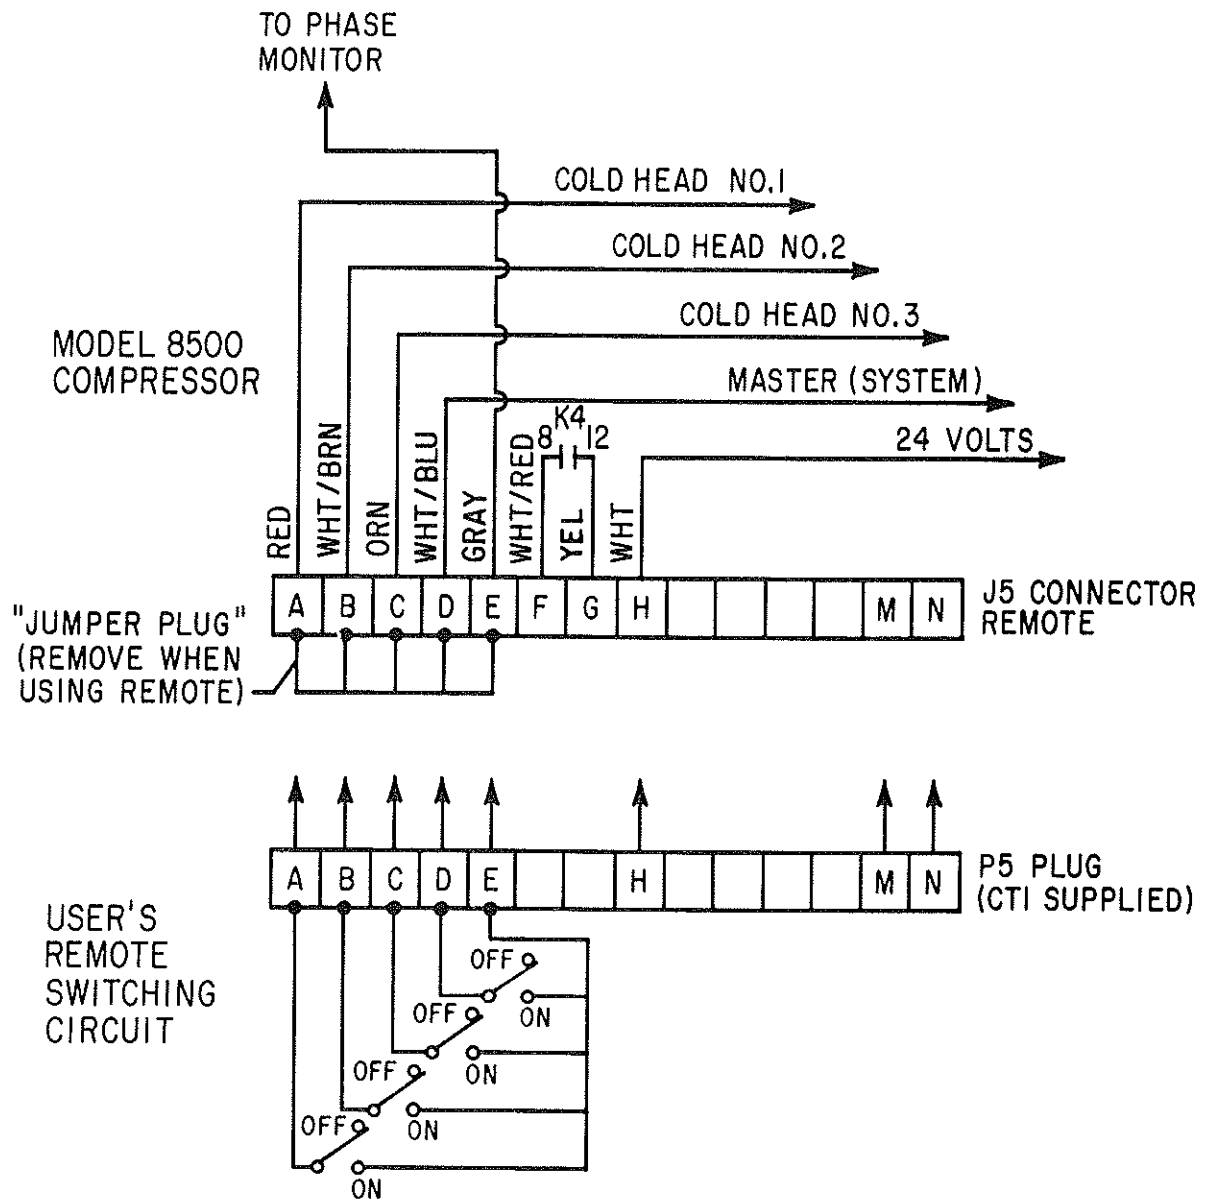 TO PHASE
MONITOR
COLD HEAD NO.1
COLD HEAD NO.2
COLD HEAD NO.3
MODEL 8500
COMPRESSOR
MASTER (SYSTEM)
24 VOLTS
K4
8 12
RED
WHT/BRN
ORN
WHT/BLU
GRAY
WHT/RED
YEL
WHT
A B C D E F G H M N
J5 CONNECTOR
REMOTE
"JUMPER PLUG"
(REMOVE WHEN
USING REMOTE)
A B C D E H M N
P5 PLUG
(CTI SUPPLIED)
USER'S
REMOTE
SWITCHING
CIRCUIT
OFF
ON
OFF
ON
OFF
ON
OFF
ON